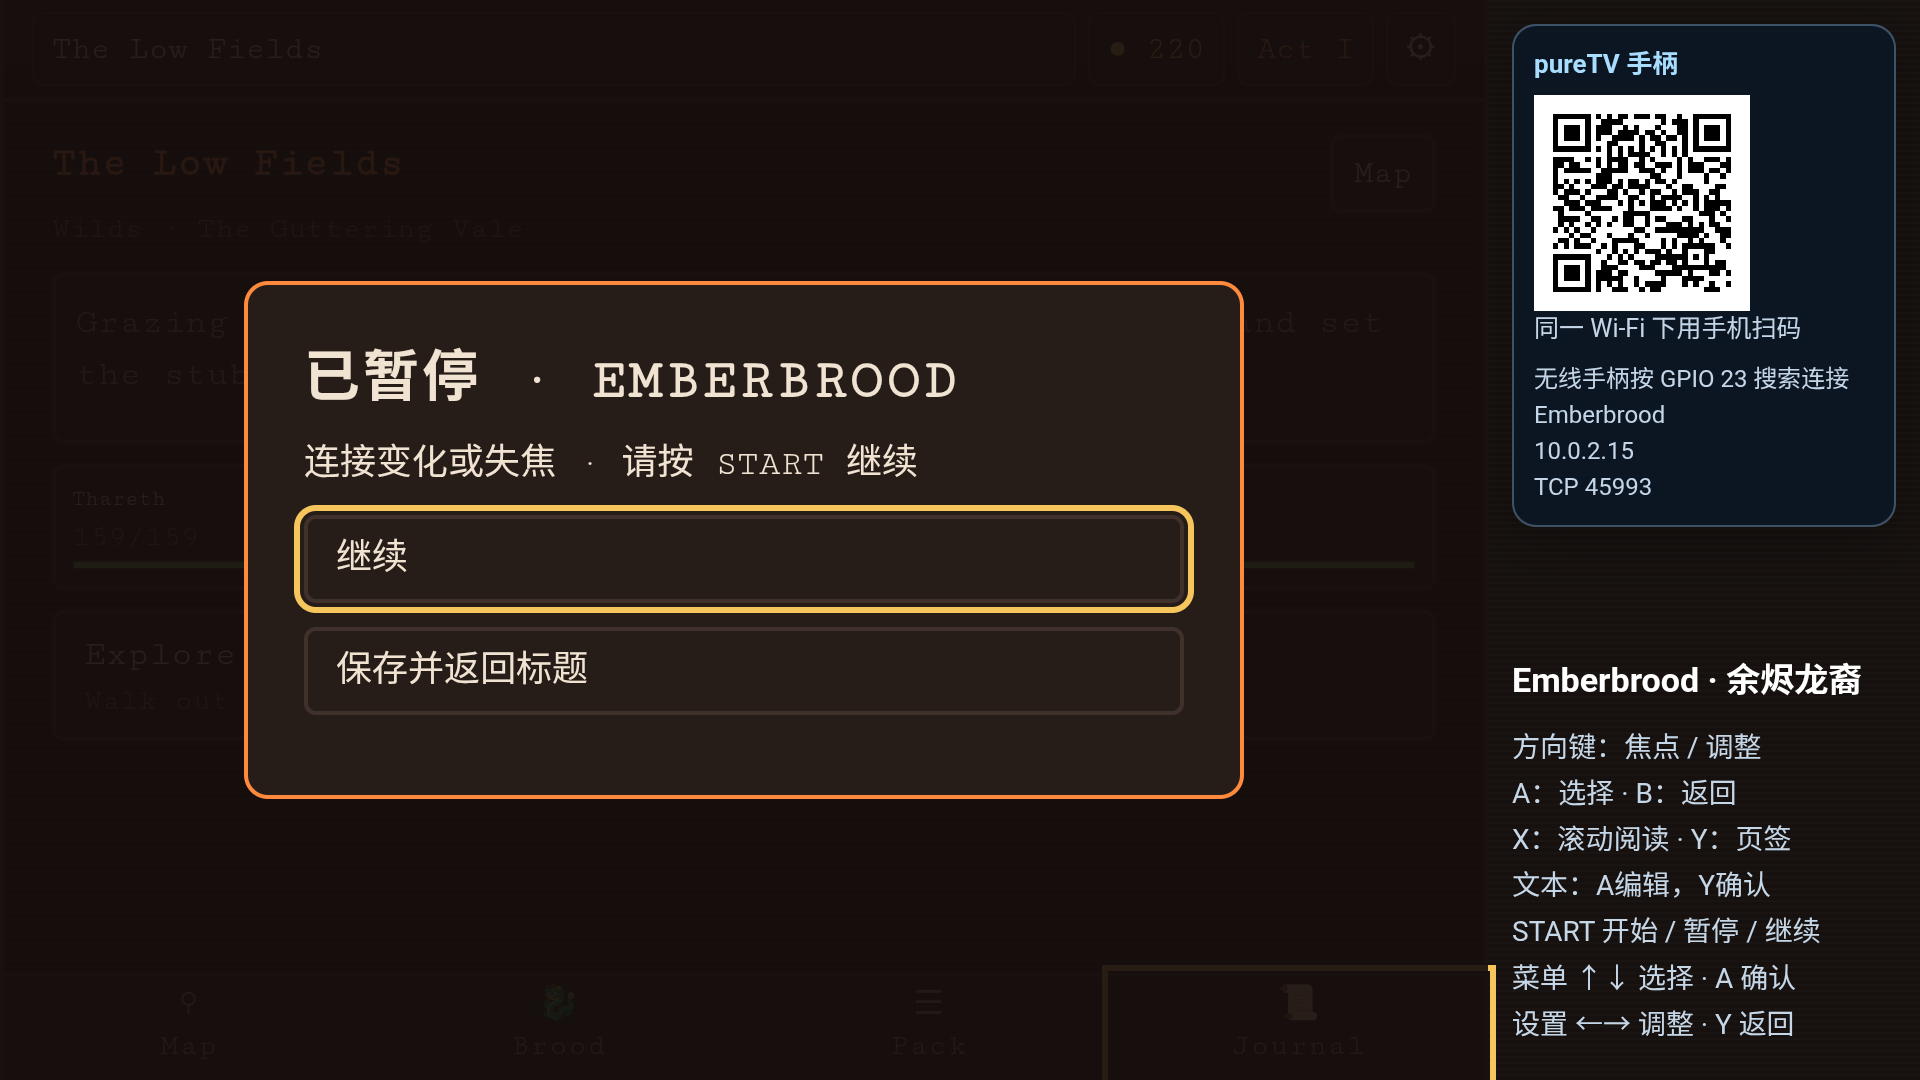 The Low Fields
220
Act I
The Low Fields
Map
Wilds · The Guttering Vale
Grazing
and set
the stub
Thareth
159/159
Explore
Walk out
已暂停 · EMBERBROOD
连接变化或失焦 · 请按 START 继续
继续
保存并返回标题
Map
Brood
Pack
Journal
pureTV 手柄
同一 Wi-Fi 下用手机扫码
无线手柄按 GPIO 23 搜索连接
Emberbrood
10.0.2.15
TCP 45993
Emberbrood · 余烬龙裔
方向键：焦点 / 调整
A：选择 · B：返回
X：滚动阅读 · Y：页签
文本：A编辑，Y确认
START 开始 / 暂停 / 继续
菜单 ↑↓ 选择 · A 确认
设置 ←→ 调整 · Y 返回